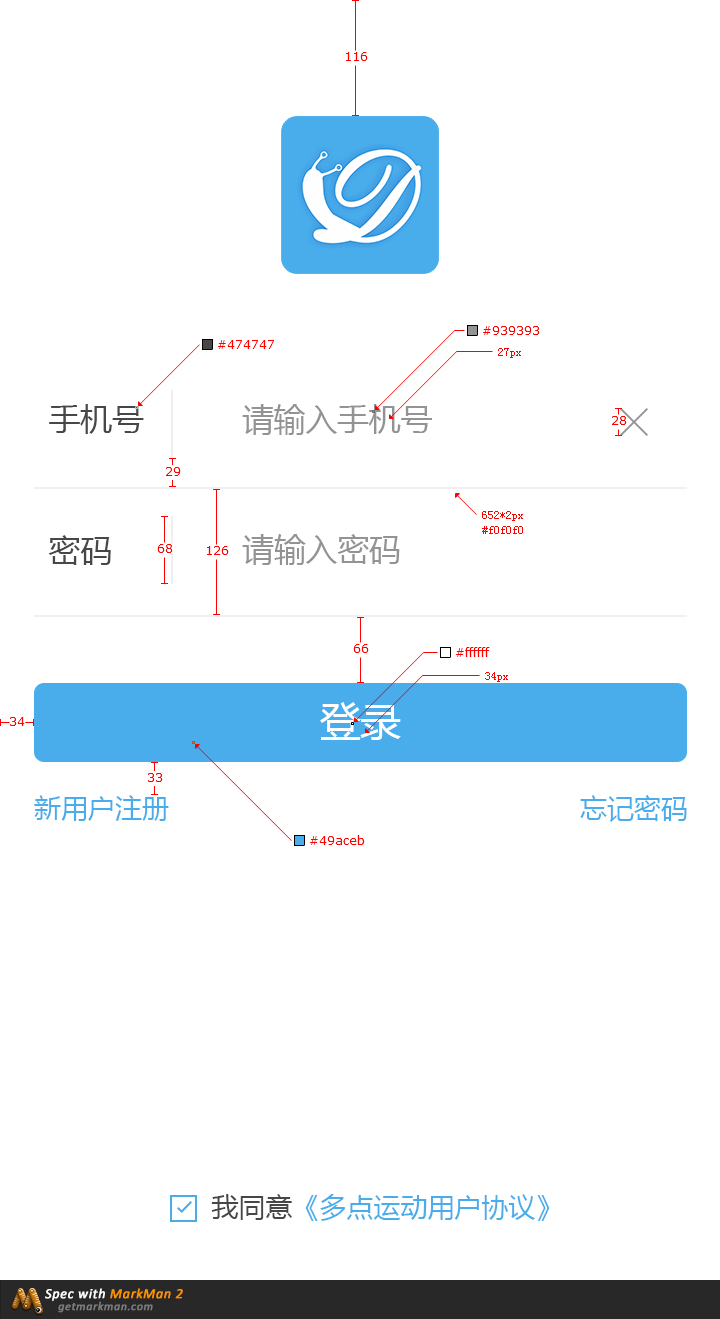 116
#474747
#939393
27px
手机号
请输入手机号
28
29
652*2px
#f0f0f0
密码
68
126
请输入密码
66
#ffffff
34px
34
登录
33
新用户注册
忘记密码
#49aceb
我同意《多点运动用户协议》
Spec with MarkMan 2
getmarkman.com